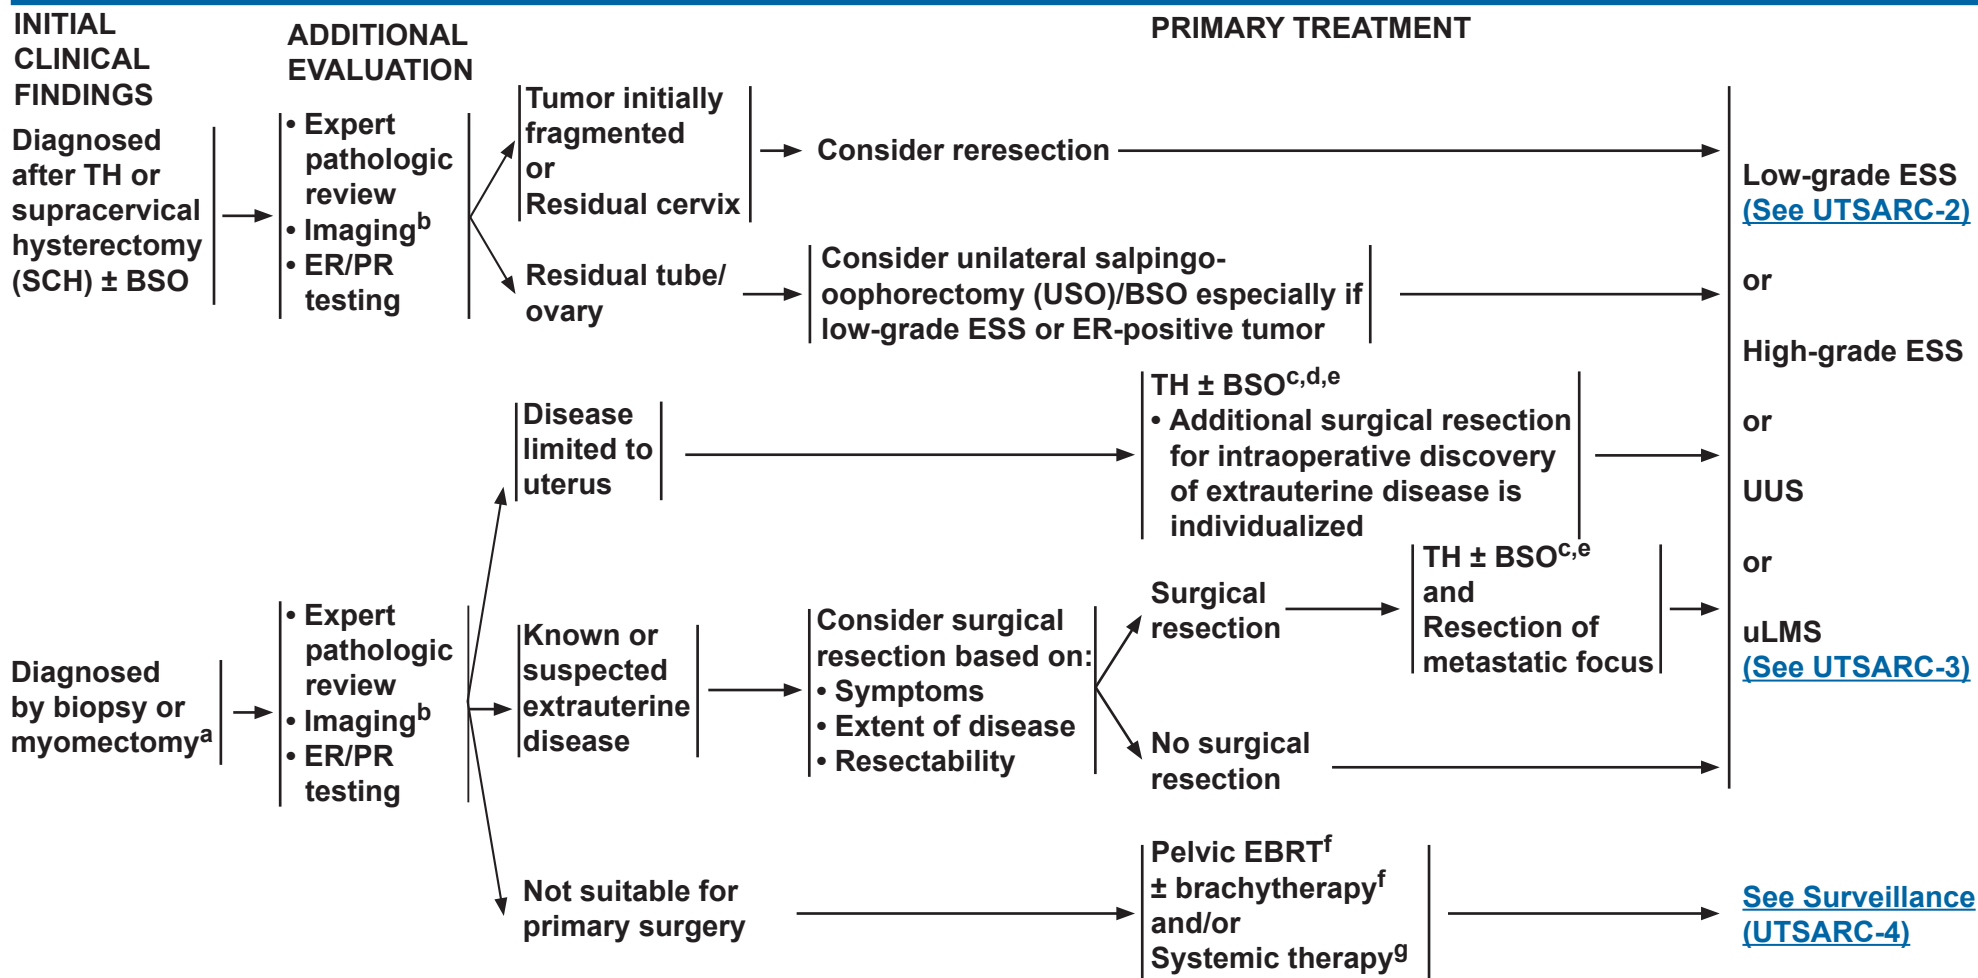 INITIAL
CLINICAL
FINDINGS
ADDITIONAL
EVALUATION
PRIMARY TREATMENT
Diagnosed
after TH or
supracervical
hysterectomy
(SCH) ± BSO
• Expert
pathologic
review
• Imagingb
• ER/PR
testing
Tumor initially
fragmented
or
Residual cervix
Consider reresection
Residual tube/
ovary
Consider unilateral salpingo-
oophorectomy (USO)/BSO especially if
low-grade ESS or ER-positive tumor
Diagnosed
by biopsy or
myomectomya
• Expert
pathologic
review
• Imagingb
• ER/PR
testing
Disease
limited to
uterus
TH ± BSOc,d,e
• Additional surgical resection
for intraoperative discovery
of extrauterine disease is
individualized
Known or
suspected
extrauterine
disease
Consider surgical
resection based on:
• Symptoms
• Extent of disease
• Resectability
Surgical
resection
TH ± BSOc,e
and
Resection of
metastatic focus
No surgical
resection
Low-grade ESS
(See UTSARC-2)
or
High-grade ESS
or
UUS
or
uLMS
(See UTSARC-3)
Not suitable for
primary surgery
Pelvic EBRTf
± brachytherapyf
and/or
Systemic therapyg
See Surveillance
(UTSARC-4)